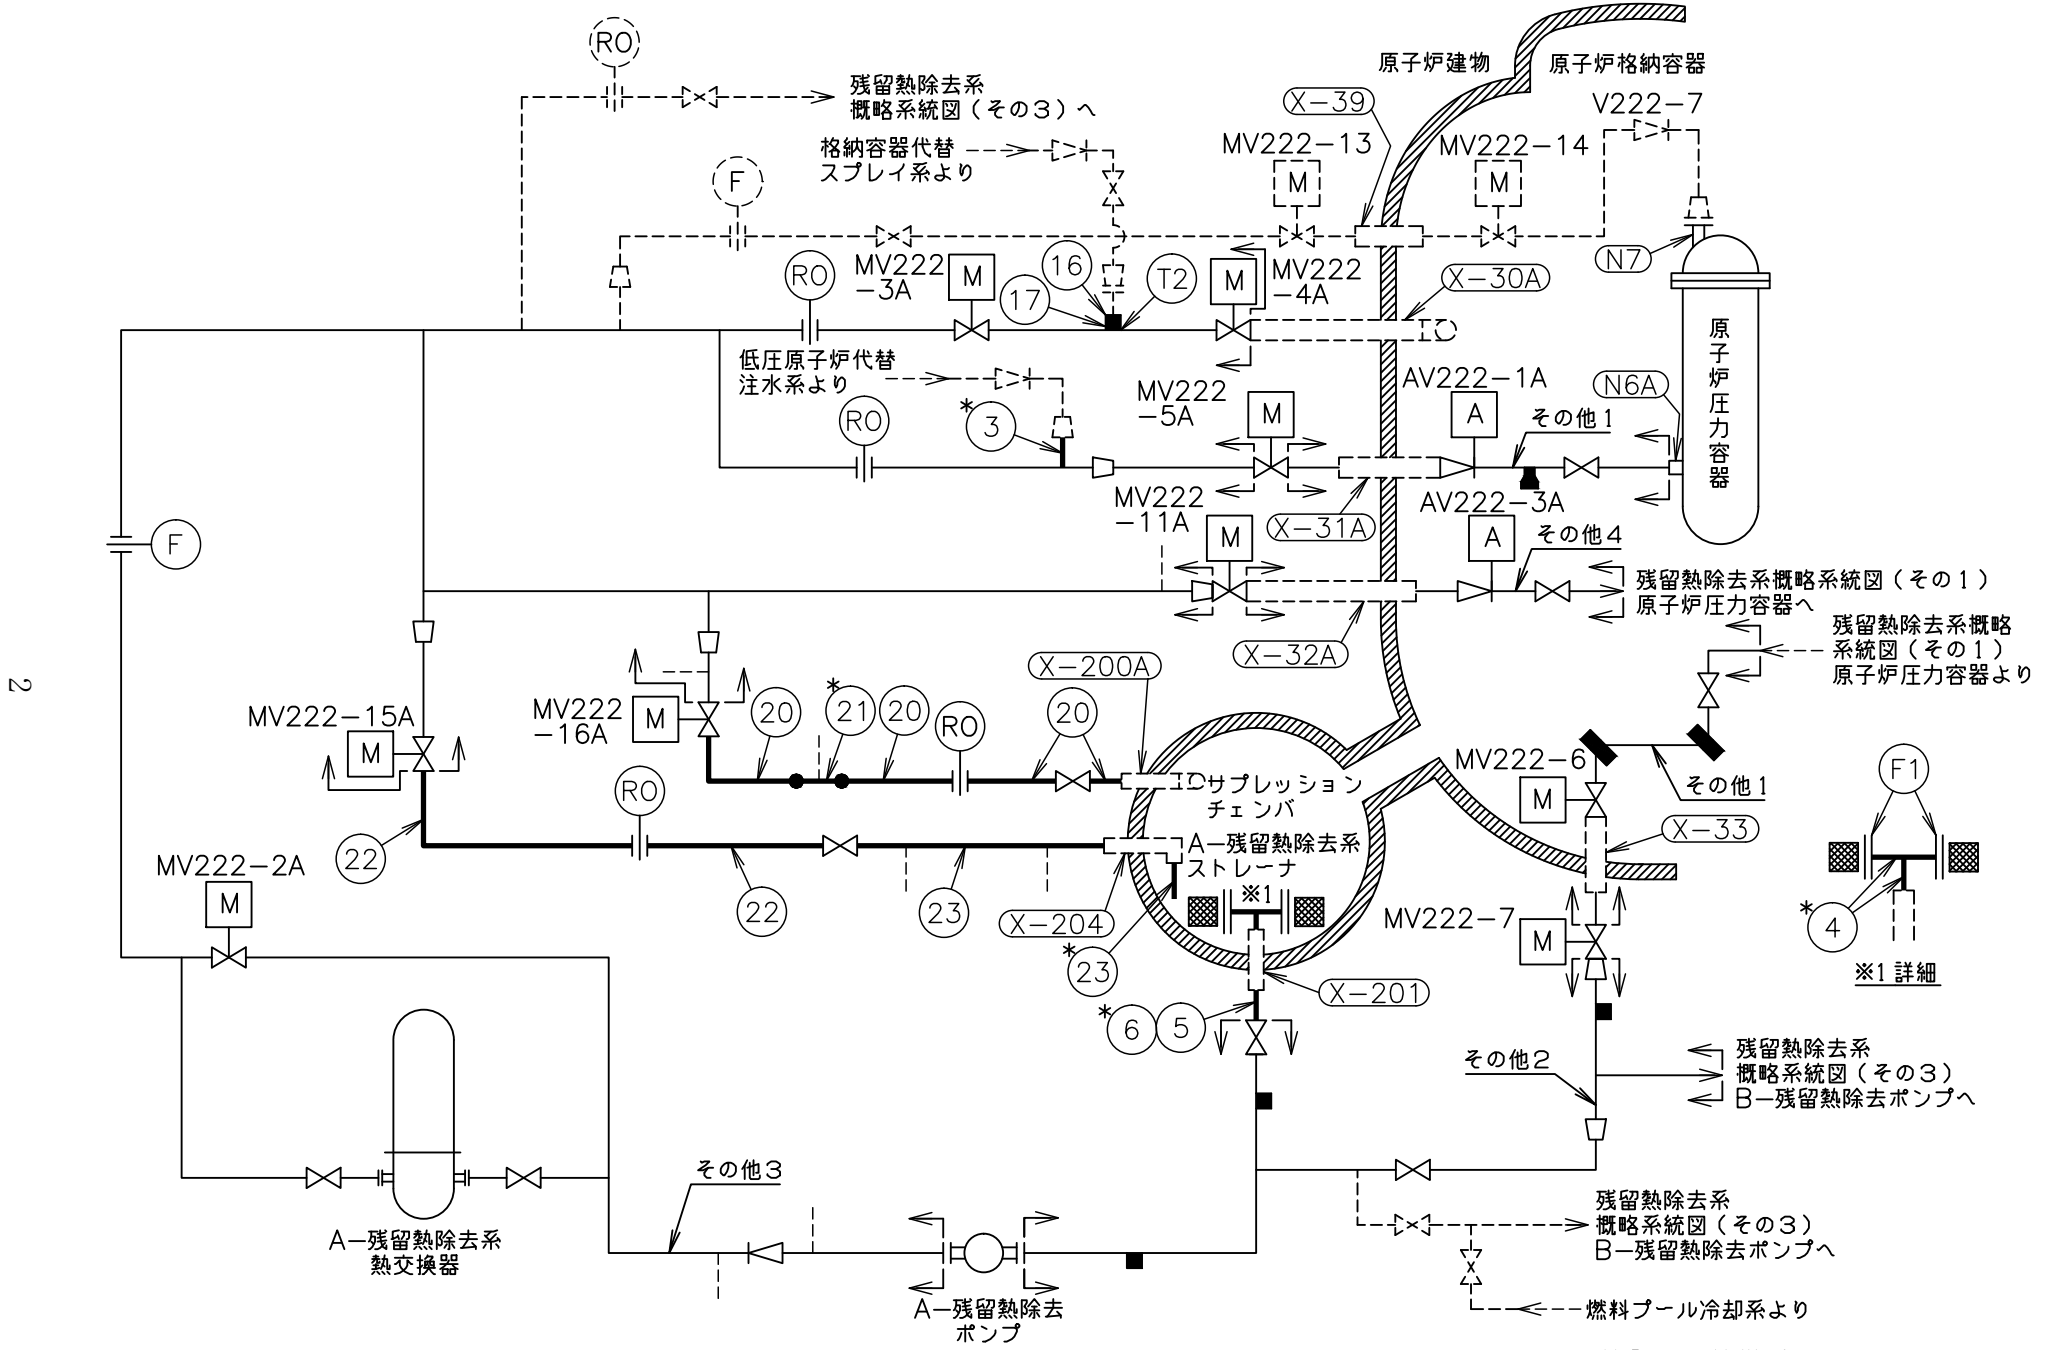 RO
残留熱除去系
概略系統図(その3)へ
格納容器代替
スプレイ系より
F
原子炉建物
原子炉格納容器
X-39
V222-7
MV222-13
M
MV222-14
M
N7
RO
MV222
-3A
M
17
16
T2
M
MV222
-4A
X-30A
原子炉圧力容器
低圧原子炉代替
注水系より
RO
*
3
MV222
-5A
M
AV222-1A
A
その他1
N6A
MV222
-11A
M
X-31A
AV222-3A
A
その他4
X-32A
残留熱除去系概略系統図(その1)
原子炉圧力容器へ
残留熱除去系概略
系統図(その1)
原子炉圧力容器より
F
2
MV222-15A
M
MV222
-16A
M
20
*
21
20
RO
20
X-200A
サプレッション
チェンバ
A-残留熱除去系
ストレーナ
※1
22
RO
22
23
X-204
*
23
X-201
*
6
5
MV222-6
M
その他1
X-33
MV222-7
M
F1
*
4
※1 詳細
MV222-2A
M
その他2
残留熱除去系
概略系統図(その3)
B-残留熱除去ポンプへ
A-残留熱除去系
熱交換器
その他3
A-残留熱除去
ポンプ
残留熱除去系
概略系統図(その3)
B-残留熱除去ポンプへ
燃料プール冷却系より